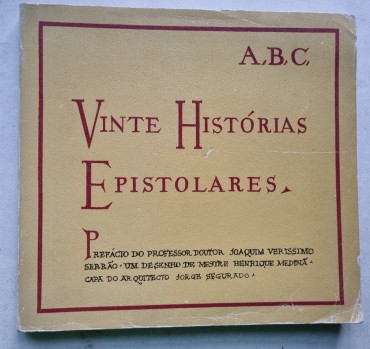 A.B.C.
VINTE HISTÓRIAS
EPISTOLARES.
PREFÁCIO DO PROFESSOR DOUTOR JOAQUIM VERISSIMO
SERRÃO · UM DESENHO DE MESTRE HENRIQUE MEDINA ·
CAPA DO ARQUITECTO JORGE SEGURADO ·